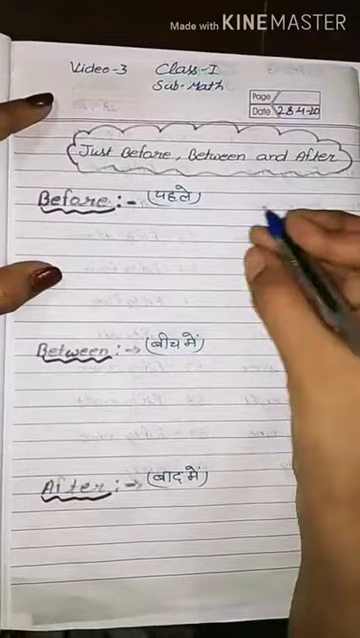 Made with KINEMASTER
Video-3 Class-I
Sub-Math
Page
Date 28-4-20
Just Before, Between and After
Before :- (पहले)
Between :→ (बीच में)
After :→ (बाद में)